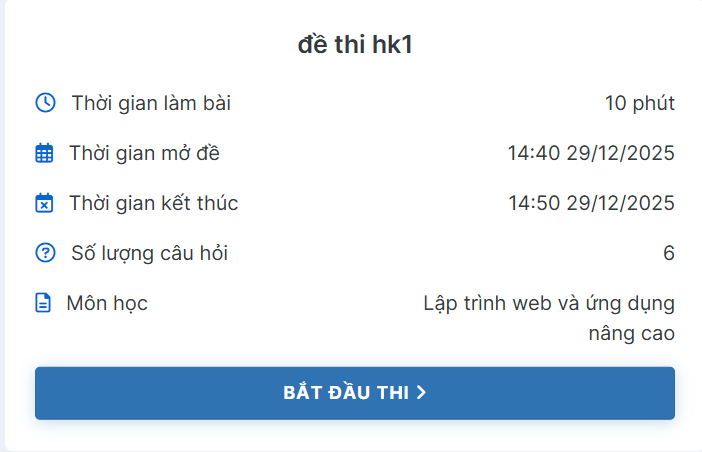 đề thi hk1
Thời gian làm bài 10 phút
Thời gian mở đề 14:40 29/12/2025
Thời gian kết thúc 14:50 29/12/2025
Số lượng câu hỏi 6
Môn học Lập trình web và ứng dụng
nâng cao
BẮT ĐẦU THI